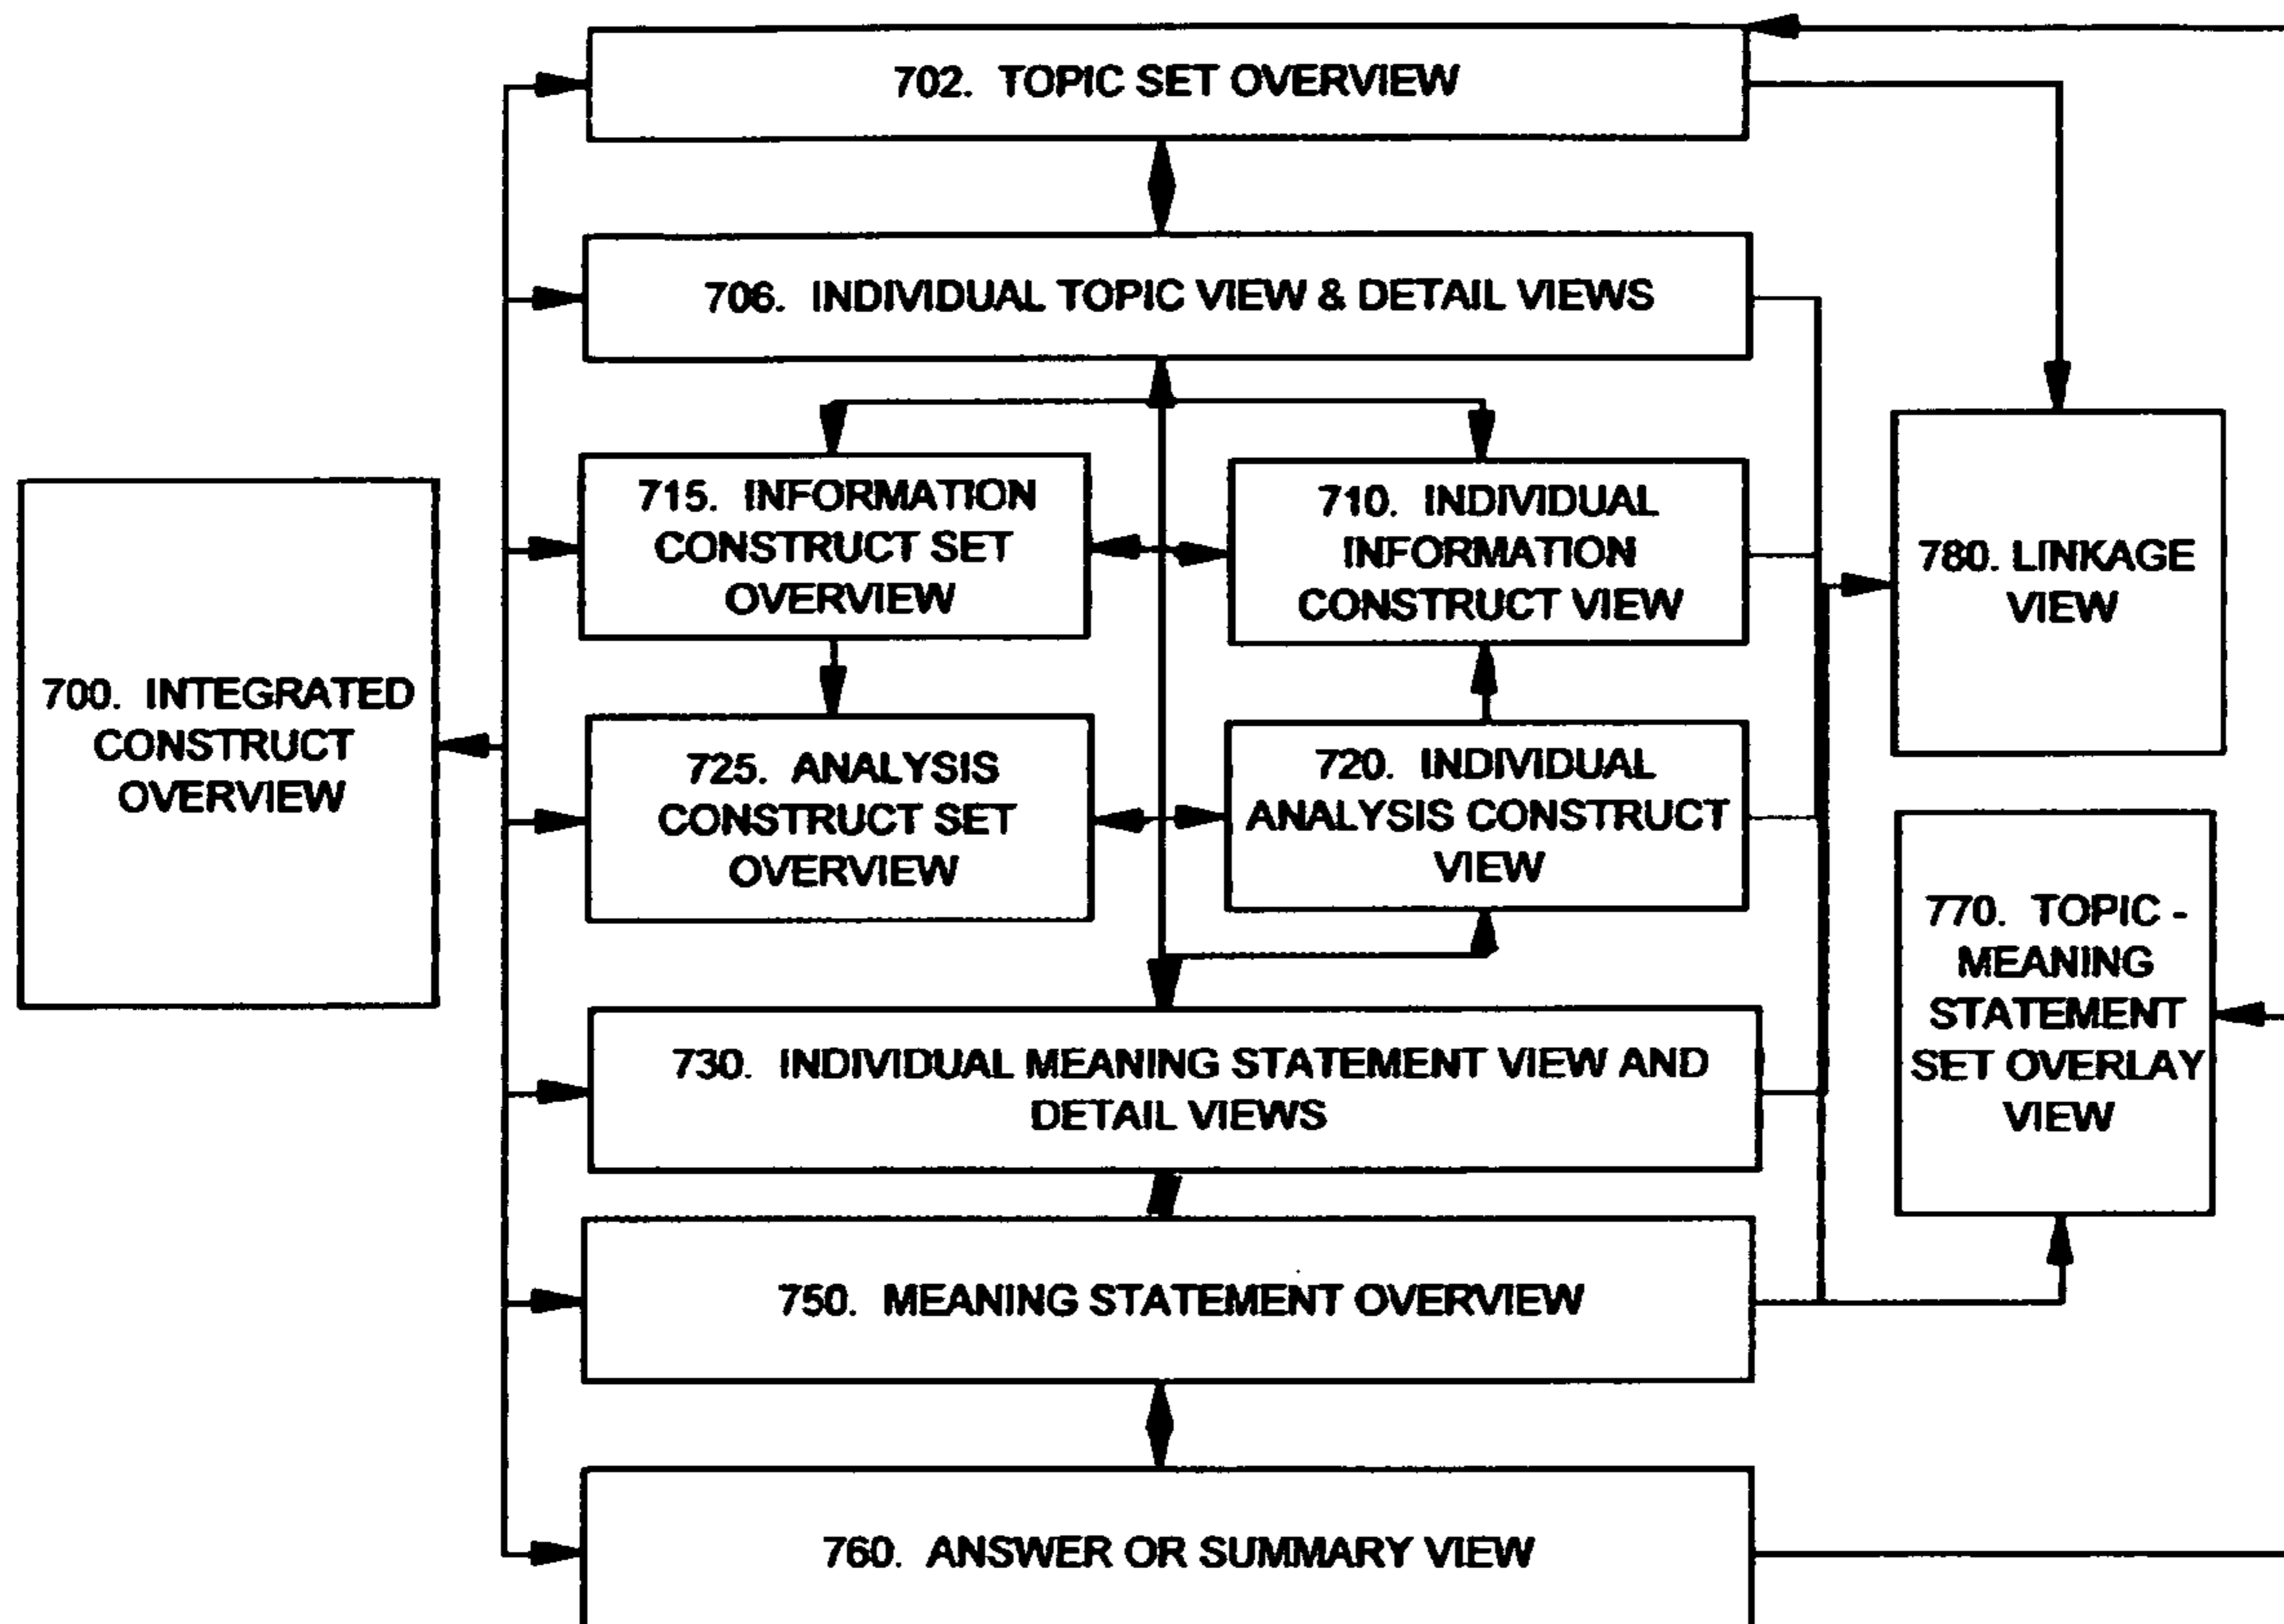 702. TOPIC SET OVERVIEW
706. INDIVIDUAL TOPIC VIEW & DETAIL VIEWS
715. INFORMATION
CONSTRUCT SET
OVERVIEW
710. INDIVIDUAL
INFORMATION
CONSTRUCT VIEW
780. LINKAGE
VIEW
700. INTEGRATED
CONSTRUCT
OVERVIEW
725. ANALYSIS
CONSTRUCT SET
OVERVIEW
720. INDIVIDUAL
ANALYSIS CONSTRUCT
VIEW
770. TOPIC -
MEANING
STATEMENT
SET OVERLAY
VIEW
730. INDIVIDUAL MEANING STATEMENT VIEW AND
DETAIL VIEWS
750. MEANING STATEMENT OVERVIEW
760. ANSWER OR SUMMARY VIEW